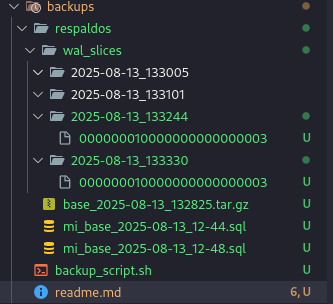 backups
respaldos
wal_slices
2025-08-13_133005
2025-08-13_133101
2025-08-13_133244
000000010000000000000003 U
2025-08-13_133330
000000010000000000000003 U
base_2025-08-13_132825.tar.gz U
mi_base_2025-08-13_12-44.sql U
mi_base_2025-08-13_12-48.sql U
backup_script.sh U
readme.md 6, U